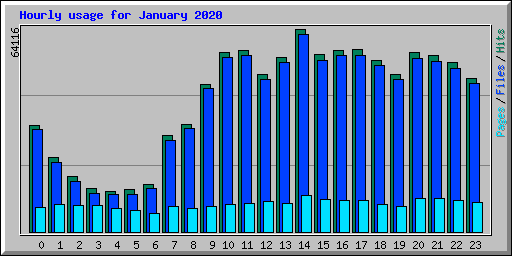 Hourly usage for January 2020
64116
Pages / Files / Hits
0 1 2 3 4 5 6 7 8 9 10 11 12 13 14 15 16 17 18 19 20 21 22 23